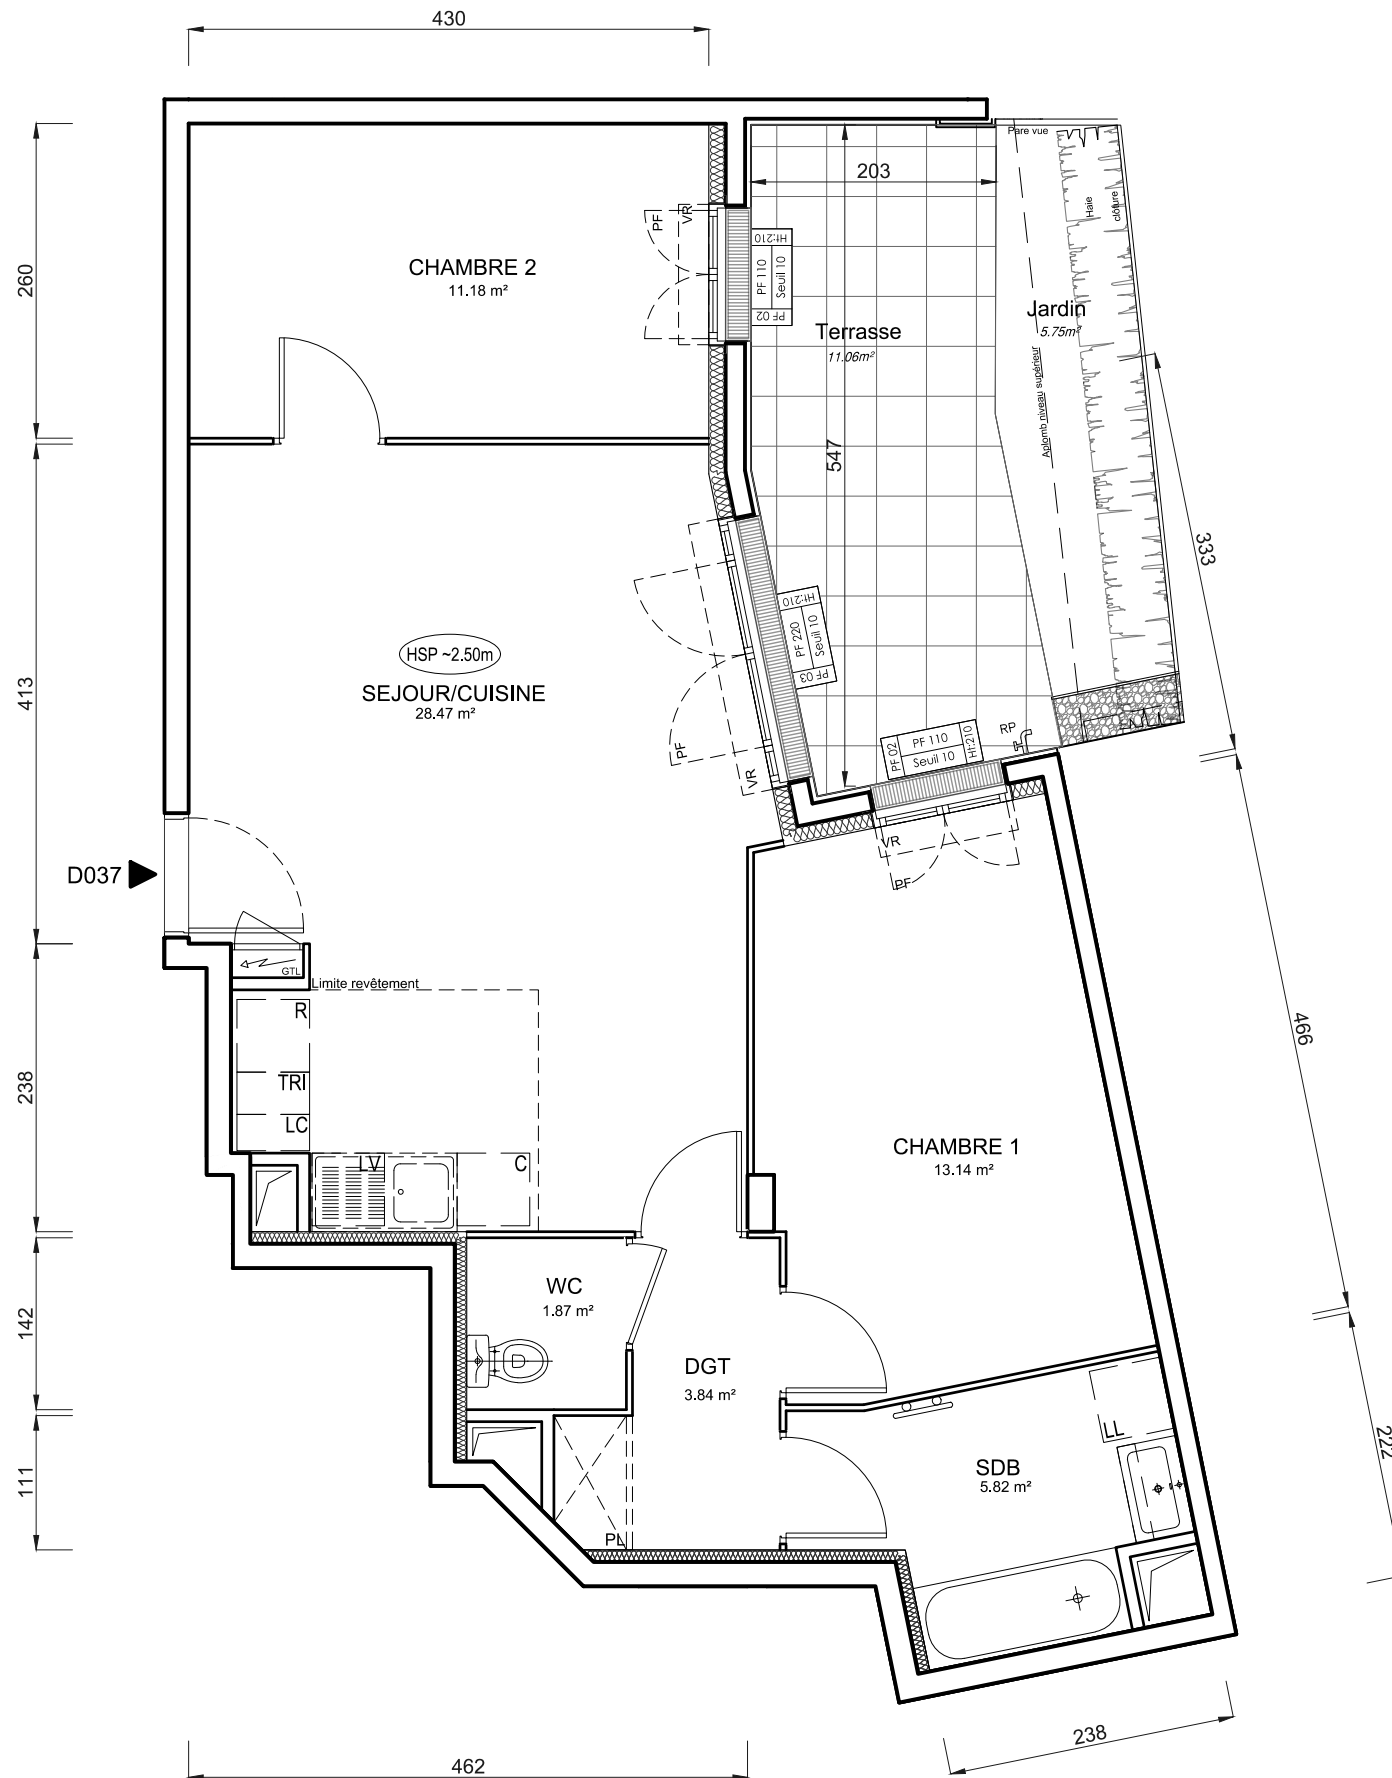 430
260
413
238
142
111
CHAMBRE 2
11.18 m²
PF
VR
PF 02
PF 110
Seuil 10
Ht:210
203
547
Pare vue
Haie
clôture
Terrasse
11.06m²
Jardin
5.75m²
Aplomb niveau supérieur
333
HSP ~2.50m
SEJOUR/CUISINE
28.47 m²
PF
VR
PF 03
PF 220
Seuil 10
Ht:210
PF 02
PF 110
Seuil 10
Ht:210
RP
VR
PF
D037
GTL
Limite revêtement
R
TRI
LC
LV
C
466
CHAMBRE 1
13.14 m²
WC
1.87 m²
DGT
3.84 m²
PL
LL
SDB
5.82 m²
222
238
462